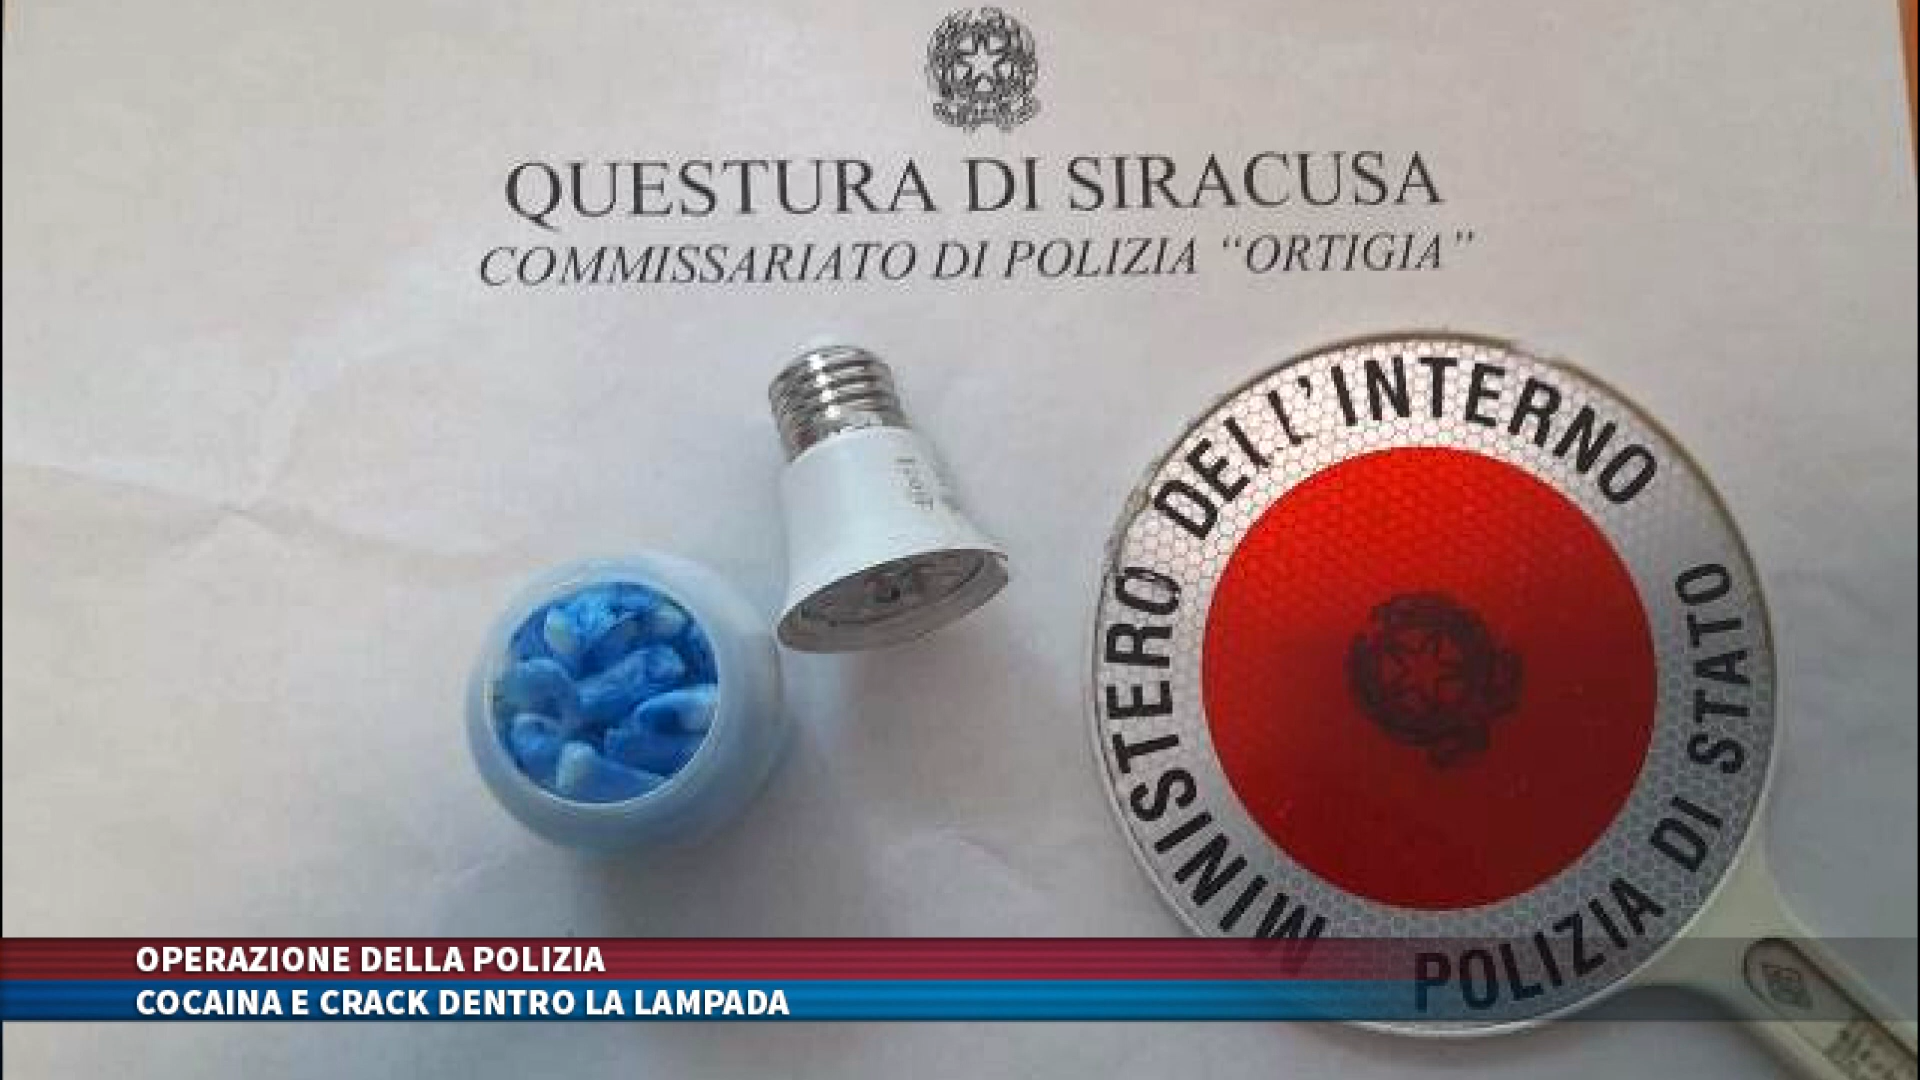 QUESTURA DI SIRACUSA
COMMISSARIATO DI POLIZIA “ORTIGIA”
MINISTERO DELL'INTERNO
POLIZIA DI STATO
OPERAZIONE DELLA POLIZIA
COCAINA E CRACK DENTRO LA LAMPADA